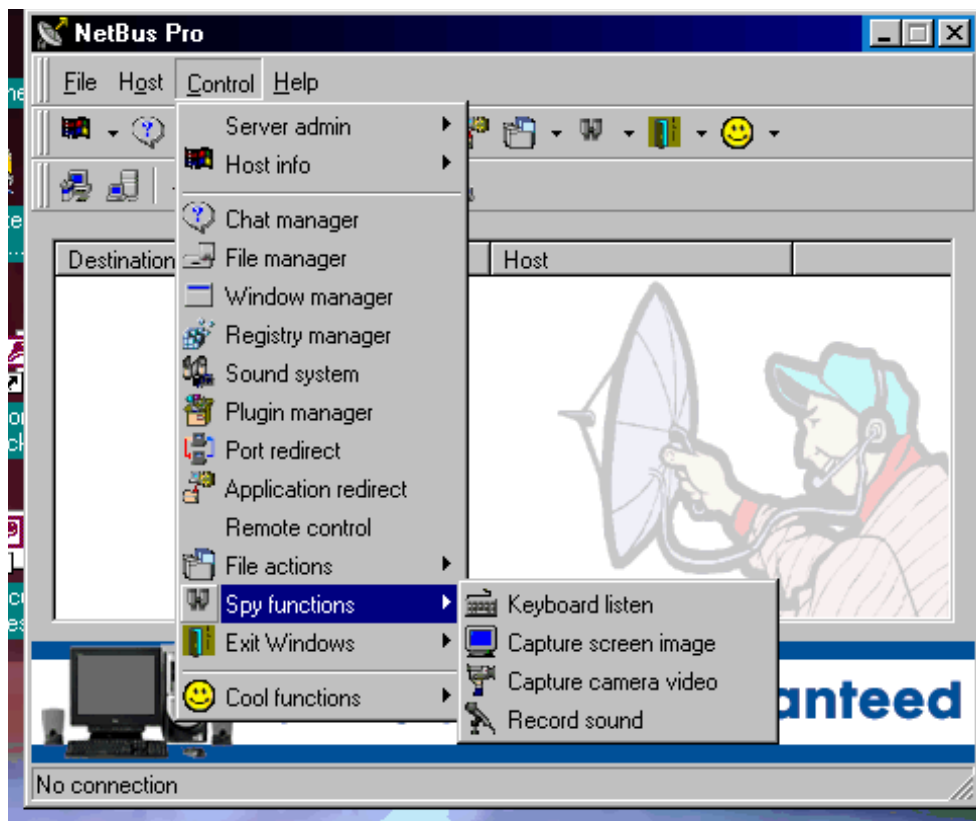 NetBus Pro
File Host Control Help
Server admin
Host info
Chat manager
Destination Host
File manager
Window manager
Registry manager
Sound system
Plugin manager
Port redirect
Application redirect
Remote control
File actions
Spy functions
Keyboard listen
Exit Windows
Capture screen image
Capture camera video
Cool functions
anteed
Record sound
No connection